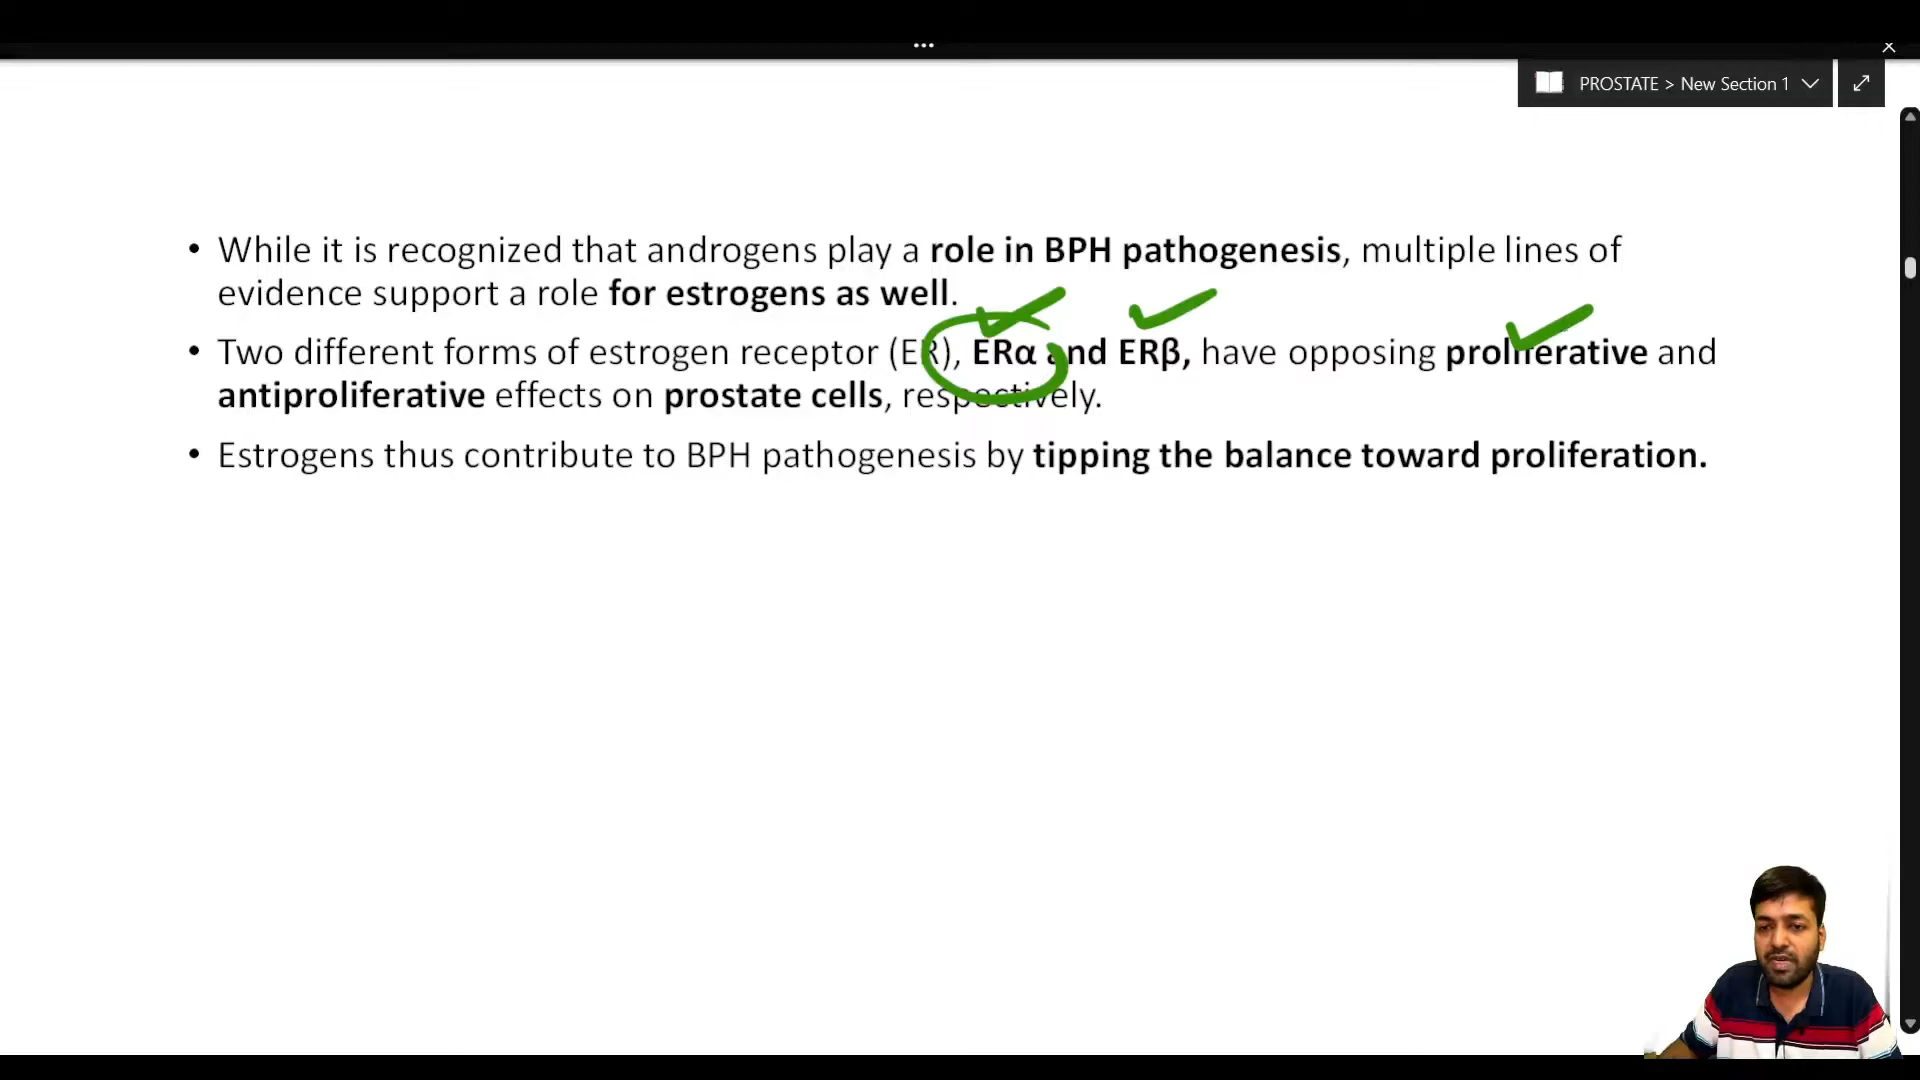 ...
PROSTATE > New Section 1
• While it is recognized that androgens play a role in BPH pathogenesis, multiple lines of
evidence support a role for estrogens as well.
• Two different forms of estrogen receptor (ER), ERα and ERβ, have opposing proliferative and
antiproliferative effects on prostate cells, respectively.
• Estrogens thus contribute to BPH pathogenesis by tipping the balance toward proliferation.